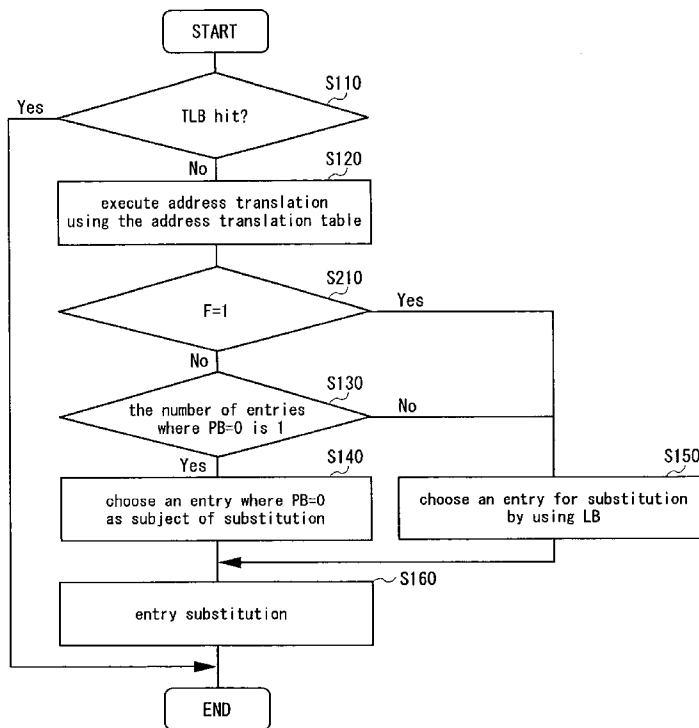 START
S110
Yes
TLB hit?
No
S120
execute address translation
using the address translation table
S210
F=1
Yes
No
S130
the number of entries
where PB=0 is 1
No
Yes
S140
choose an entry where PB=0
as subject of substitution
S150
choose an entry for substitution
by using LB
S160
entry substitution
END